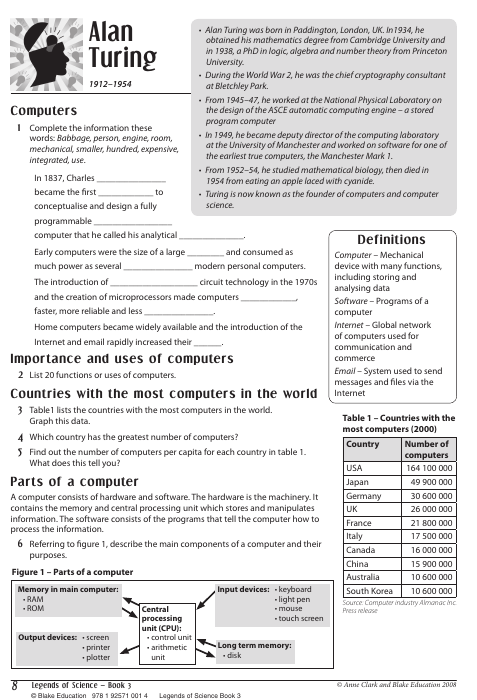 Alan
Turing
1912–1954
• Alan Turing was born in Paddington, London, UK. In1934, he
obtained his mathematics degree from Cambridge University and
in 1938, a PhD in logic, algebra and number theory from Princeton
University.
• During the World War 2, he was the chief cryptography consultant
at Bletchley Park.
• From 1945–47, he worked at the National Physical Laboratory on
the design of the ASCE automatic computing engine – a stored
program computer
• In 1949, he became deputy director of the computing laboratory
at the University of Manchester and worked on software for one of
the earliest true computers, the Manchester Mark 1.
• From 1952–54, he studied mathematical biology, then died in
1954 from eating an apple laced with cyanide.
• Turing is now known as the founder of computers and computer
science.
Computers
1 Complete the information these
words: Babbage, person, engine, room,
mechanical, smaller, hundred, expensive,
integrated, use.
In 1837, Charles _______________
became the first ____________ to
conceptualise and design a fully
programmable _________________
computer that he called his analytical ______________.
Early computers were the size of a large ________ and consumed as
much power as several _______________ modern personal computers.
The introduction of ___________________ circuit technology in the 1970s
and the creation of microprocessors made computers ____________,
faster, more reliable and less _______________.
Home computers became widely available and the introduction of the
Internet and email rapidly increased their ______.
Definitions
Computer – Mechanical
device with many functions,
including storing and
analysing data
Software – Programs of a
computer
Internet – Global network
of computers used for
communication and
commerce
Email – System used to send
messages and files via the
Internet
Importance and uses of computers
2 List 20 functions or uses of computers.
Countries with the most computers in the world
3 Table1 lists the countries with the most computers in the world.
Graph this data.
4 Which country has the greatest number of computers?
5 Find out the number of computers per capita for each country in table 1.
What does this tell you?
Parts of a computer
A computer consists of hardware and software. The hardware is the machinery. It
contains the memory and central processing unit which stores and manipulates
information. The software consists of the programs that tell the computer how to
process the information.
6 Referring to figure 1, describe the main components of a computer and their
purposes.
Table 1 – Countries with the
most computers (2000)
Country Number of
computers
USA 164 100 000
Japan 49 900 000
Germany 30 600 000
UK 26 000 000
France 21 800 000
Italy 17 500 000
Canada 16 000 000
China 15 900 000
Australia 10 600 000
South Korea 10 600 000
Source: Computer Industry Almanac Inc
Press release
Figure 1 – Parts of a computer
Memory in main computer:
• RAM
• ROM
Input devices: • keyboard
• light pen
• mouse
• touch screen
Central
processing
unit (CPU):
• control unit
• arithmetic
unit
Output devices: • screen
• printer
• plotter
Long term memory:
• disk
8 Legends of Science – Book 3
© Anne Clark and Blake Education 2008
© Blake Education 978 1 92571 001 4 Legends of Science Book 3